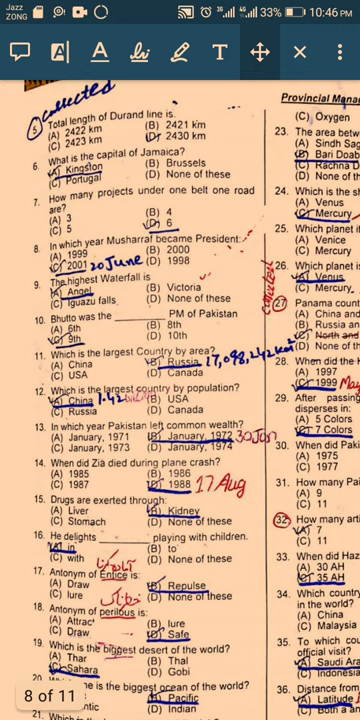 Jazz
ZONG
33% 10:46 PM
corrected
5. Total length of Durand line is:
(A) 2422 km (B) 2421 km
(C) 2423 km (D) 2430 km
6. What is the capital of Jamaica?
(A) Kingston (B) Brussels
(C) Portugal (D) None of these
7. How many projects under one belt one road
are?
(A) 3 (B) 4
(C) 5 (D) 6
8. In which year Musharraf became President:
(A) 1999 (B) 2000
(C) 2001 20 June (D) 1998
9. The highest Waterfall is
(A) Angel (B) Victoria
(C) Iguazu falls (D) None of these
10. Bhutto was the ______ PM of Pakistan
(A) 6th (B) 8th
(C) 9th (D) 10th
11. Which is the largest Country by area?
(A) China (B) Russia 17,098,242 km²
(C) USA (D) Canada
12. Which is the largest country by population?
(A) China 1.42 (B) USA
(C) Russia (D) Canada
13. In which year Pakistan left common wealth?
(A) January, 1971 (B) January, 1972 30 Jan
(C) January, 1973 (D) January, 1974
14. When did Zia died during plane crash?
(A) 1985 (B) 1986
(C) 1987 (D) 1988 17 Aug
15. Drugs are exerted through:
(A) Liver (B) Kidney
(C) Stomach (D) None of these
16. He delights ______ playing with children.
(A) in (B) to
(C) with (D) None of these
17. Antonym of Enlice is:
(A) Draw (B) Repulse
(C) lure (D) None of these
18. Antonym of perilous is: خطرناک
(A) Attract (B) lure
(C) Draw (D) Safe
19. Which is the biggest desert of the world?
(A) Thar (B) Thal
(C) Sahara (D) Gobi
20. me is the biggest ocean of the world?
(B) Pacific
ntic (D) Indian
8 of 11
Provincial Mana
(C) Oxygen
23. The area betw
(A) Sindh Sag
(B) Bari Doab
(C) Rachna D
(D) None of th
24. Which is the s
(A) Venus
(C) Mercury
25. Which planet i
(A) Venice
(C) Mercury
26. Which planet is
(A) Venus
(C) Mercury
corrected
27 Panama count
(A) China and
(B) Russia an
(C) North and
(D) None of t
28. When did the K
(A) 1997
(C) 1999 May
29. After passing
disperses in:
(A) 5 Colors
(C) 7 Colors
30. When did Paki
(A) 1975
(C) 1977
31. How many Pai
(A) 9
(C) 11
32. How many arti
(A) 7
(C) 11
33. When did Haz
(A) 30 AH
(C) 35 AH
34. Which country
in the world?
(A) China
(C) Malaysia
35. To which cou
official visit?
(A) Saudi Ara
(C) Indonesia
36. Distance from
(A) Latitude
(C) Both a an